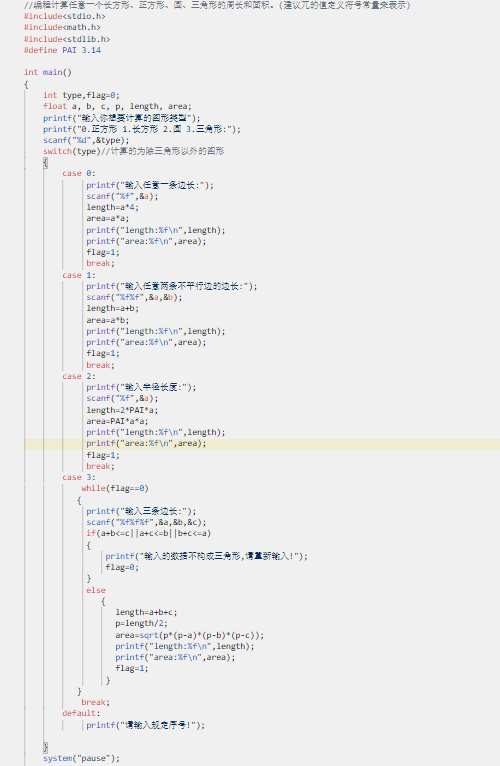 //编程计算任意一个长方形、正方形、圆、三角形的周长和面积。(建议兀的值定义符号常量来表示)
#include<stdio.h>
#include<math.h>
#include<stdlib.h>
#define PAI 3.14
int main()
{
int type,flag=0;
float a, b, c, p, length, area;
printf("输入你想要计算的图形类型");
printf("0.正方形 1.长方形 2.圆 3.三角形:");
scanf("%d",&type);
switch(type)//计算的为除三角形以外的图形
{
case 0:
printf("输入任意一条边长:");
scanf("%f",&a);
length=a*4;
area=a*a;
printf("length:%f\n",length);
printf("area:%f\n",area);
flag=1;
break;
case 1:
printf("输入任意两条不平行边的边长:");
scanf("%f%f",&a,&b);
length=a+b;
area=a*b;
printf("length:%f\n",length);
printf("area:%f\n",area);
flag=1;
break;
case 2:
printf("输入半径长度:");
scanf("%f",&a);
length=2*PAI*a;
area=PAI*a*a;
printf("length:%f\n",length);
printf("area:%f\n",area);
flag=1;
break;
case 3:
while(flag==0)
{
printf("输入三条边长:");
scanf("%f%f%f",&a,&b,&c);
if(a+b<=c||a+c<=b||b+c<=a)
{
printf("输入的数据不构成三角形,请重新输入!");
flag=0;
}
else
{
length=a+b+c;
p=length/2;
area=sqrt(p*(p-a)*(p-b)*(p-c));
printf("length:%f\n",length);
printf("area:%f\n",area);
flag=1;
}
}
break;
default:
printf("请输入规定序号!");
}
system("pause");